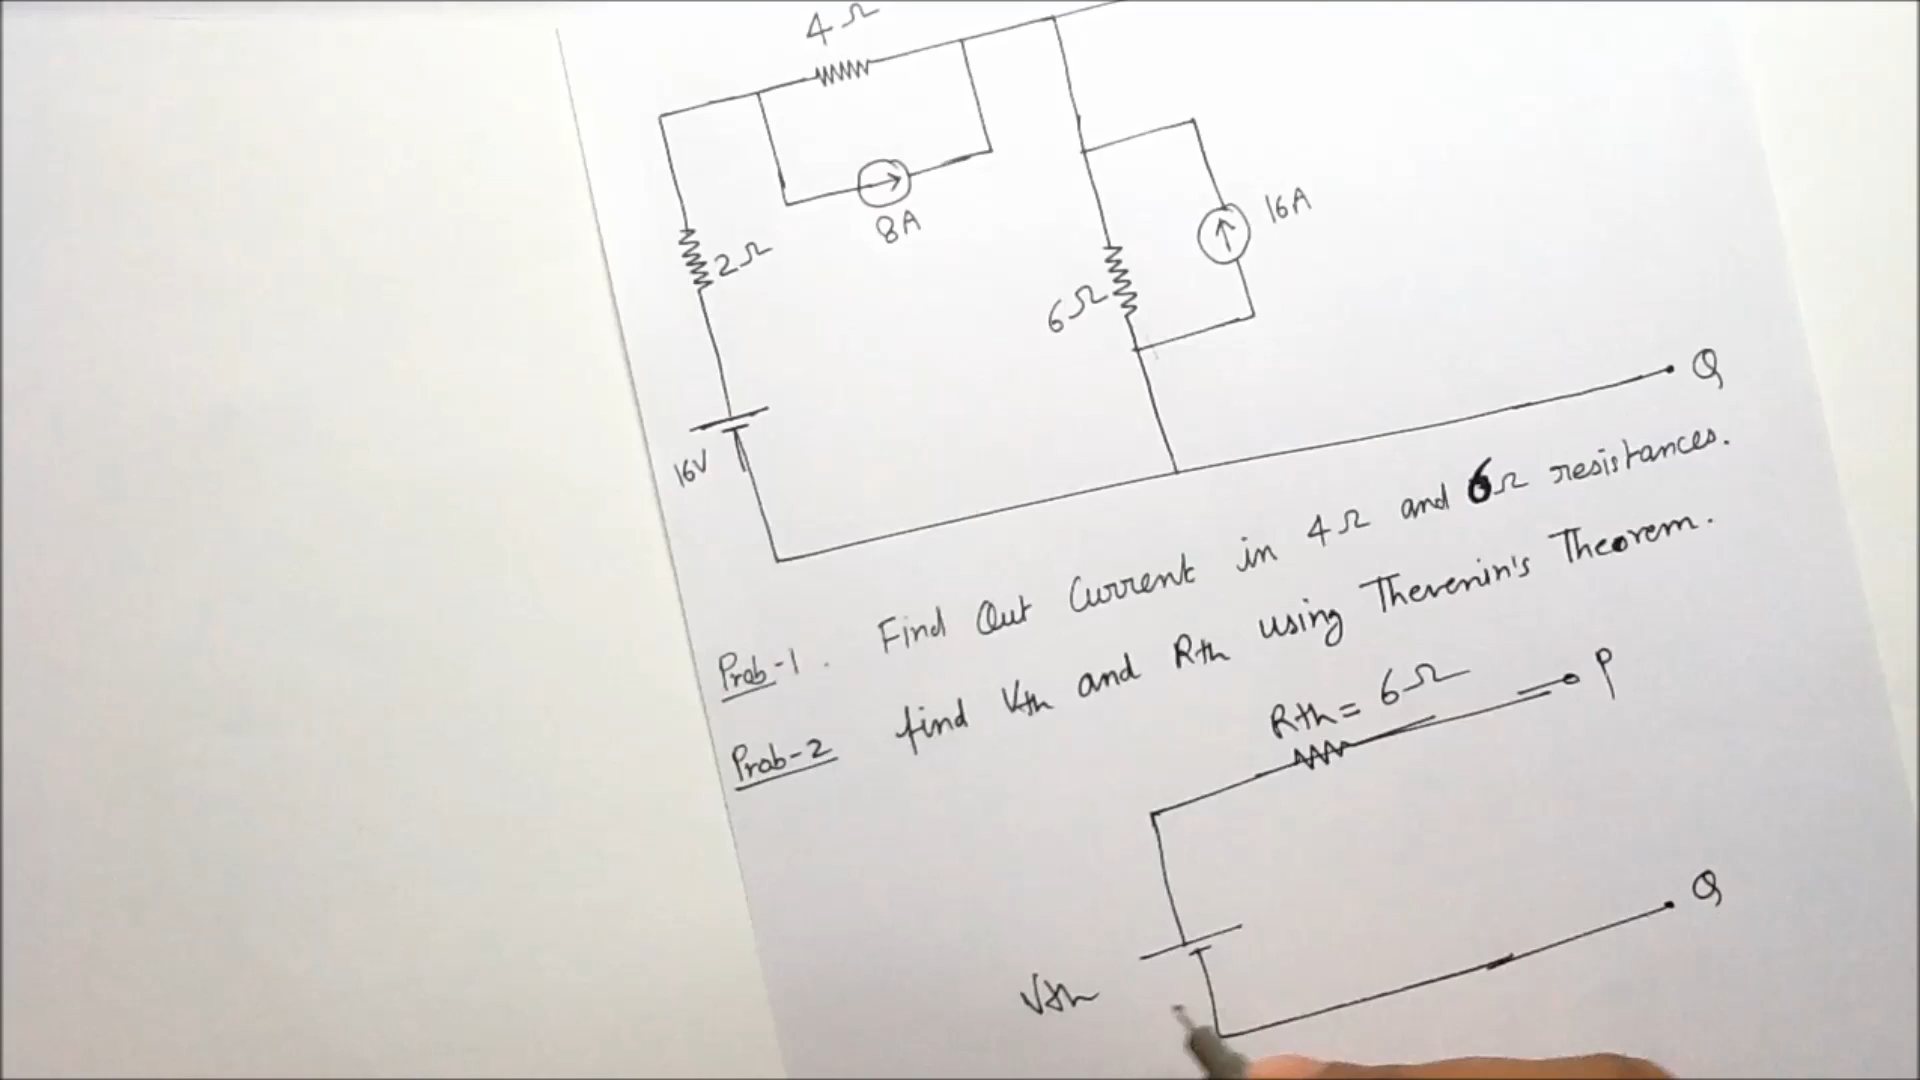 4Ω
8A
2Ω
16A
6Ω
16V
Q
Prob-1. Find Out Current in 4Ω and 6Ω resistances.
Prob-2 find Vth and Rth using Thevenin's Theorem.
Rth = 6Ω
P
Q
Vth